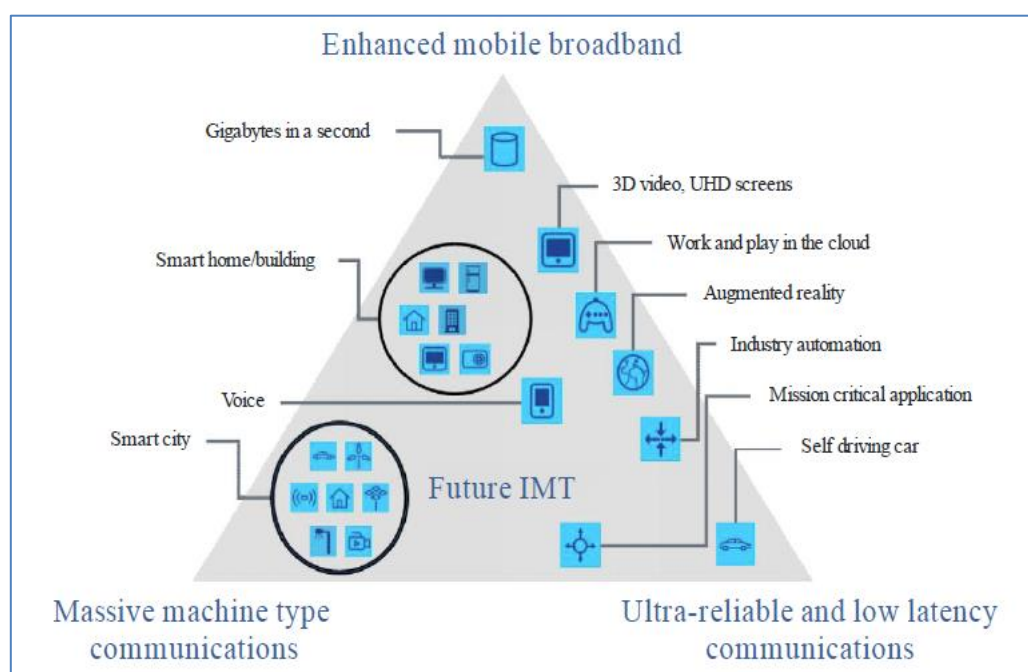 Enhanced mobile broadband
Gigabytes in a second
3D video, UHD screens
Work and play in the cloud
Smart home/building
Augmented reality
Industry automation
Voice
Mission critical application
Smart city
Self driving car
Future IMT
Massive machine type
communications
Ultra-reliable and low latency
communications